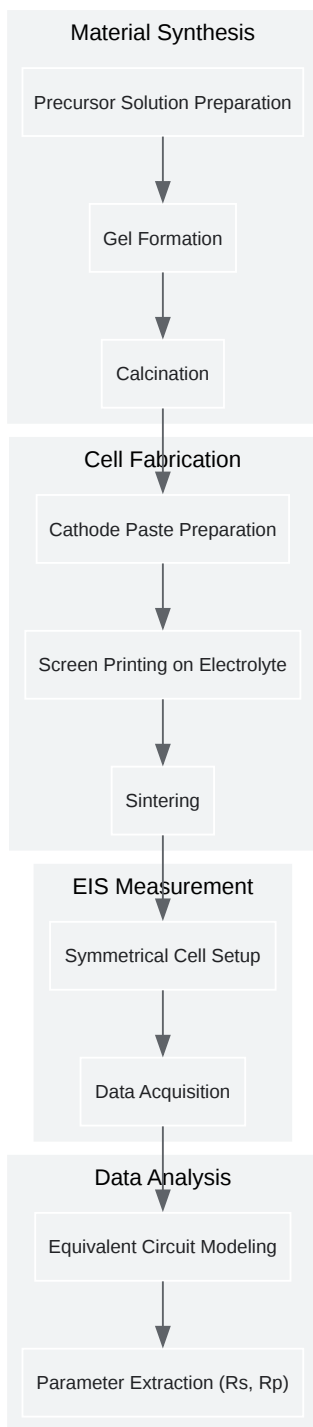 Material Synthesis
Precursor Solution Preparation
Gel Formation
Calcination
Cell Fabrication
Cathode Paste Preparation
Screen Printing on Electrolyte
Sintering
EIS Measurement
Symmetrical Cell Setup
Data Acquisition
Data Analysis
Equivalent Circuit Modeling
Parameter Extraction (Rs, Rp)